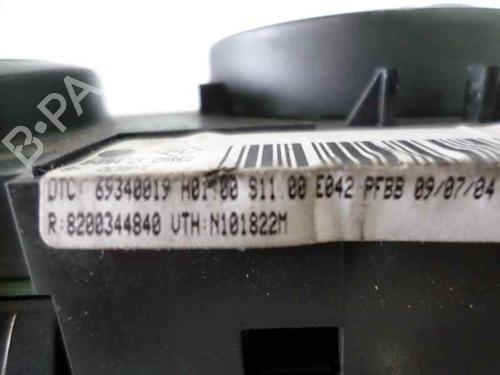 B-PA
DTC: 69340019 H01.00 S11.00 E042 PFBB 09/07/04
R:8200344840 VTH:N101822M